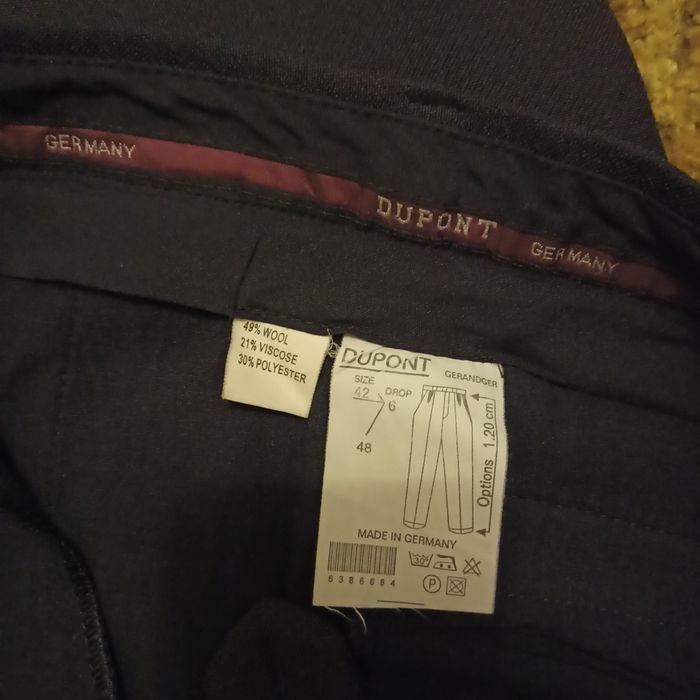 GERMANY
DUPONT
GERMANY
49% WOOL
21% VISCOSE
30% POLYESTER
DUPONT
GERANDGER
SIZE
42
DROP
6
48
Options 1.20 cm
MADE IN GERMANY
30°
P
6386684